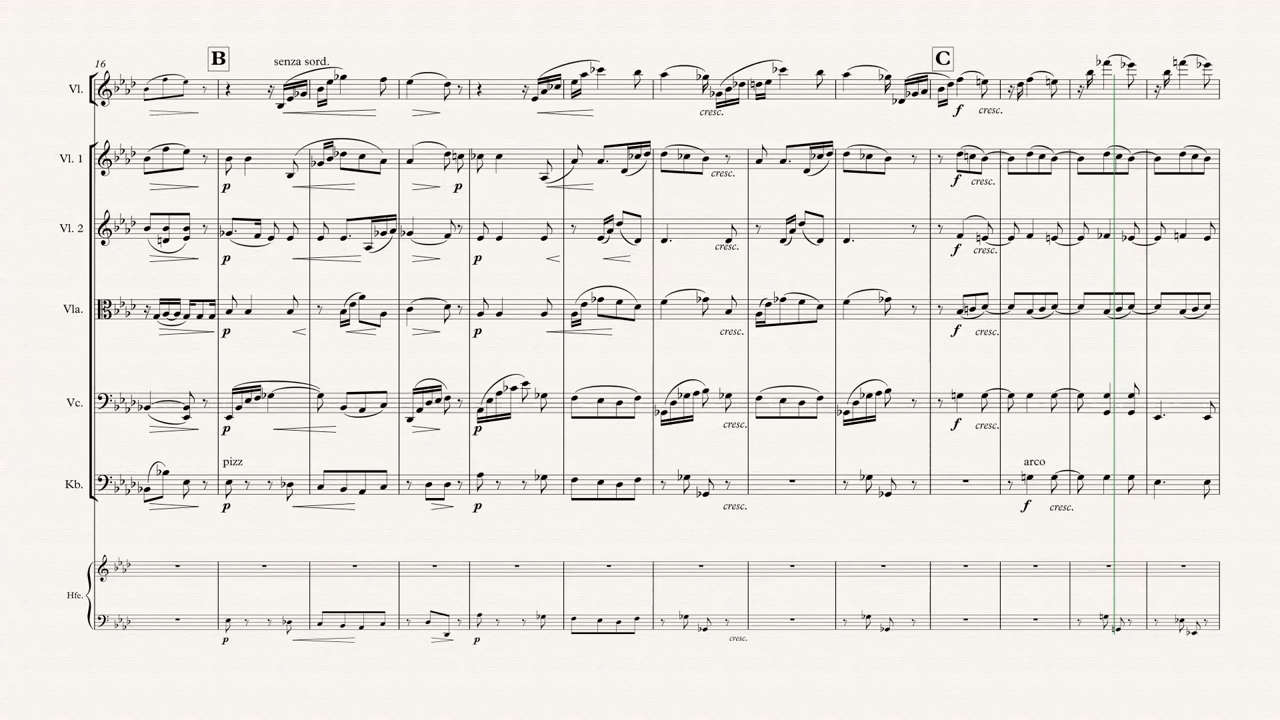 16
B
senza sord.
C
Vl.
cresc.
f cresc.
Vl. 1
p
p
cresc.
f cresc.
Vl. 2
p
p
cresc.
f cresc.
Vla.
p
p
cresc.
f cresc.
Vc.
p
p
cresc.
f cresc.
pizz
arco
Kb.
p
p
cresc.
f cresc.
Hfe.
p
p
cresc.